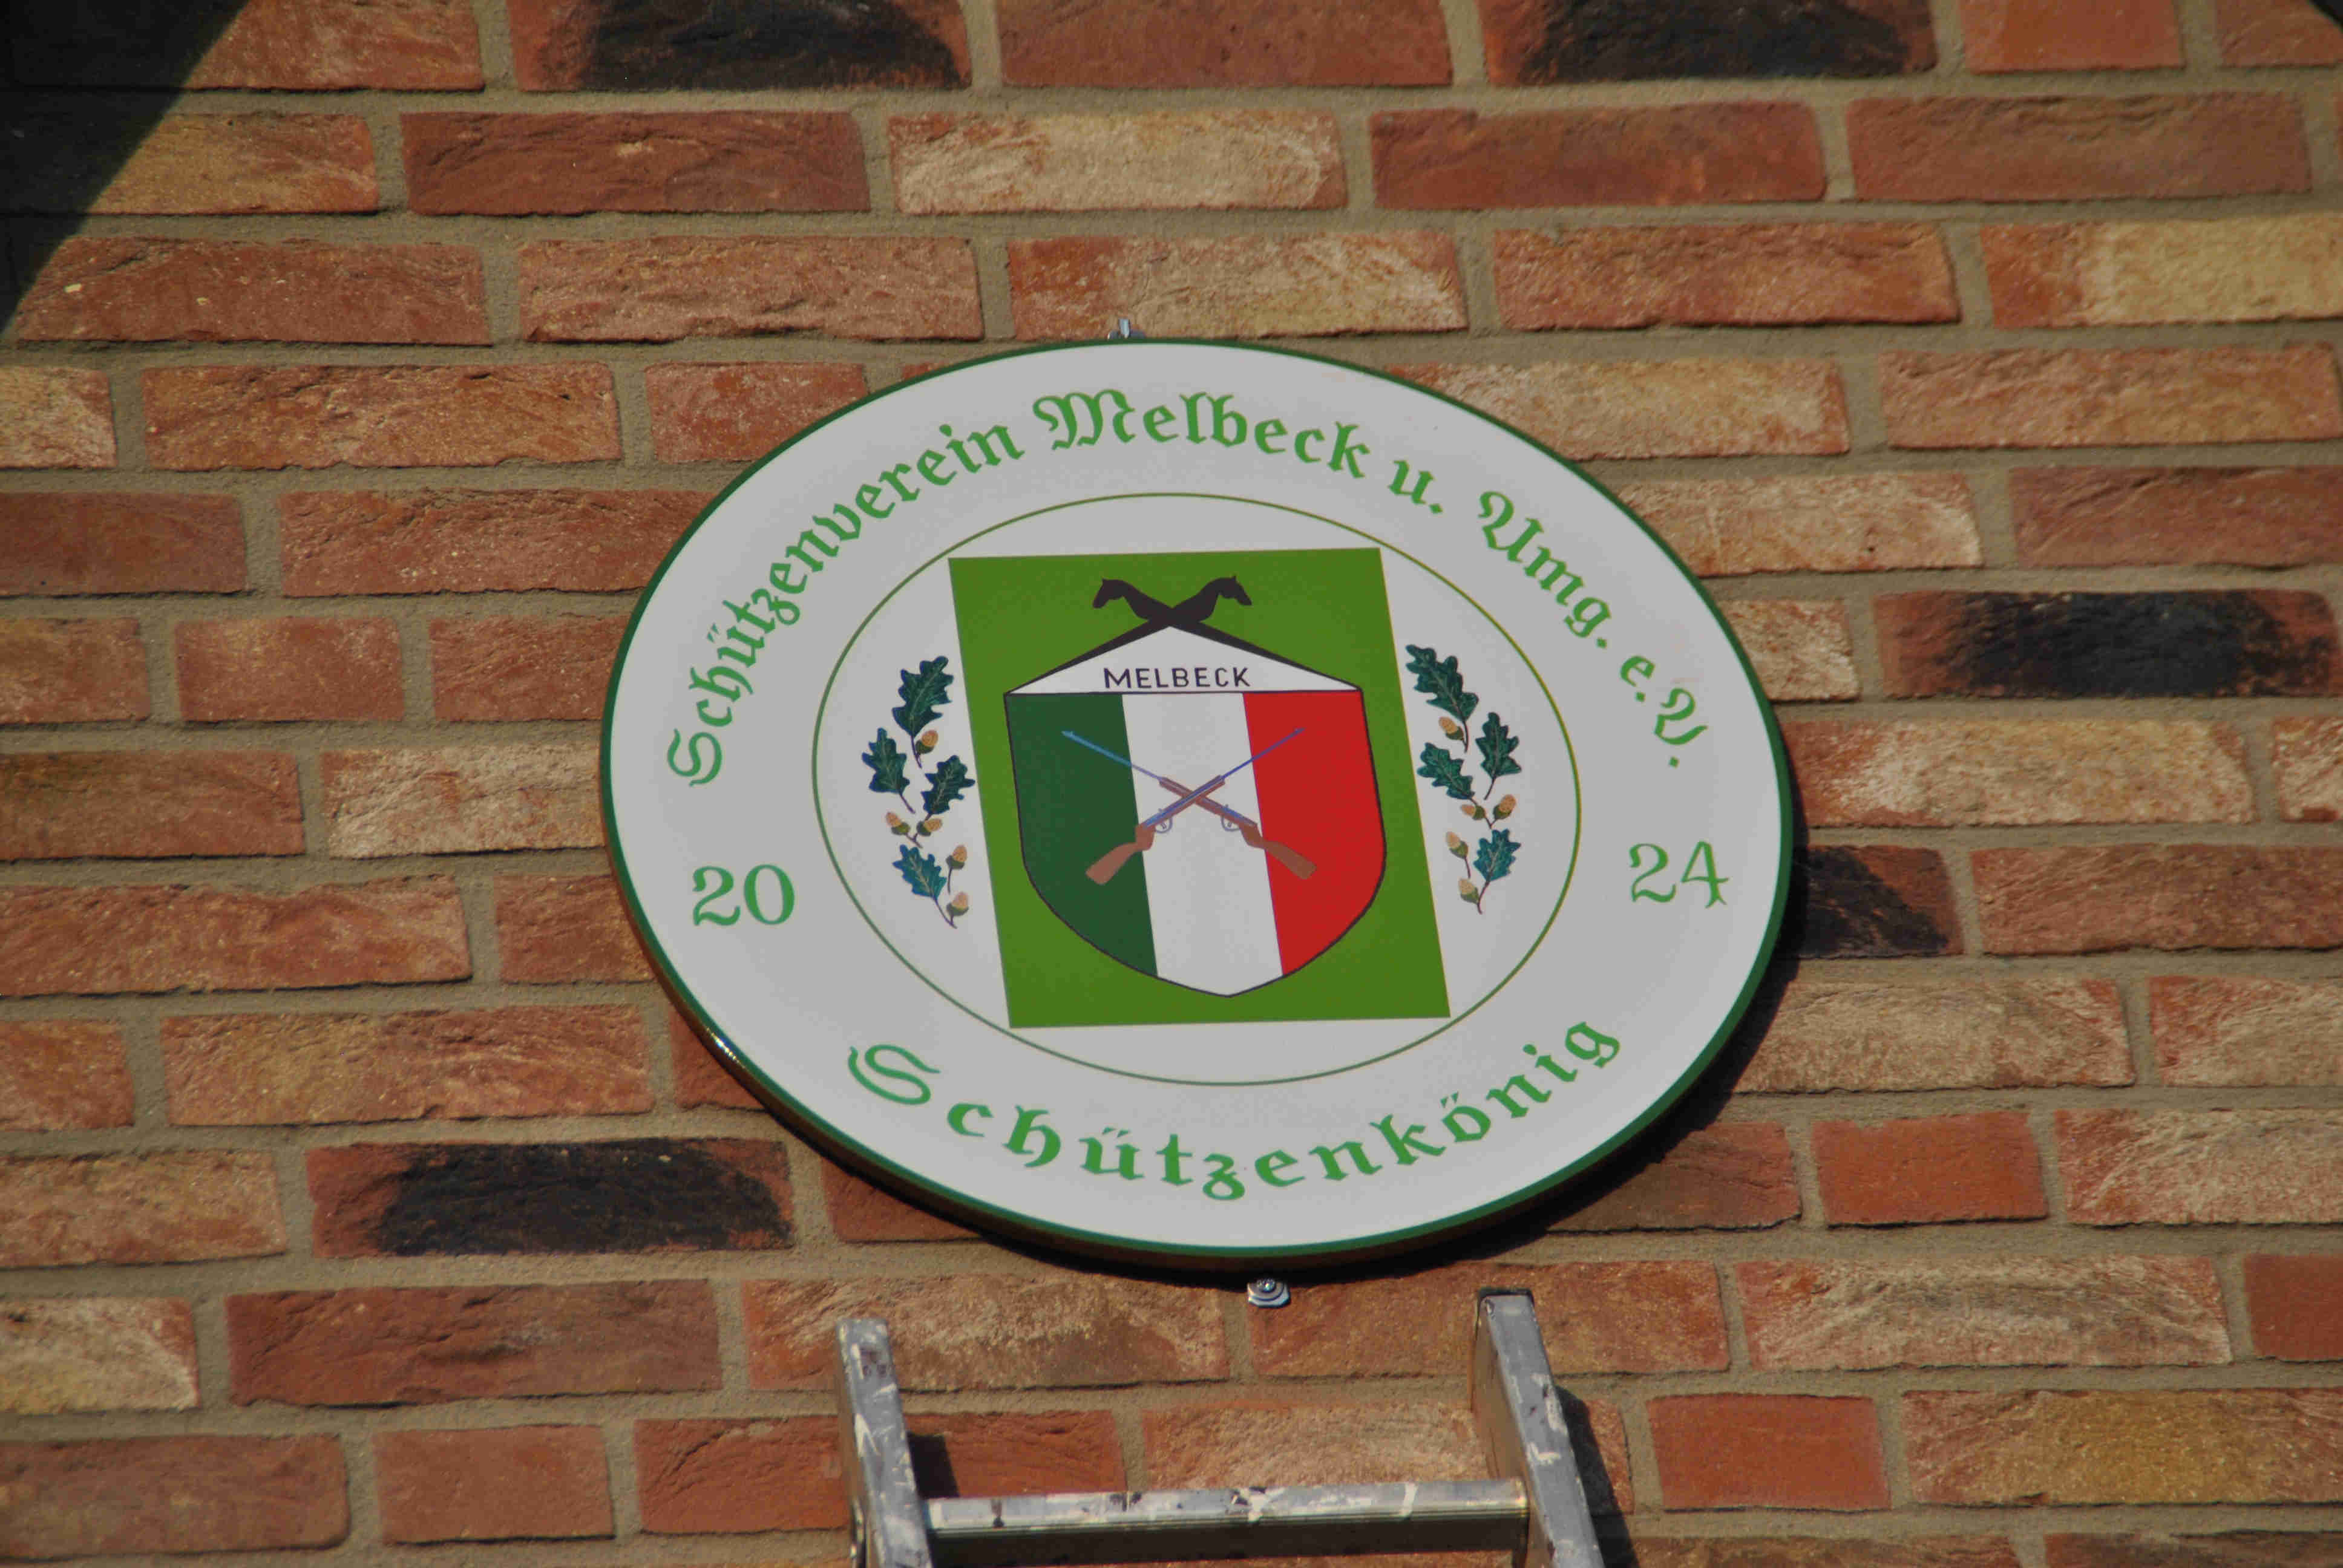 Schützenverein Melbeck u. Umg. e.V.
MELBECK
20 24
Schützenkönig